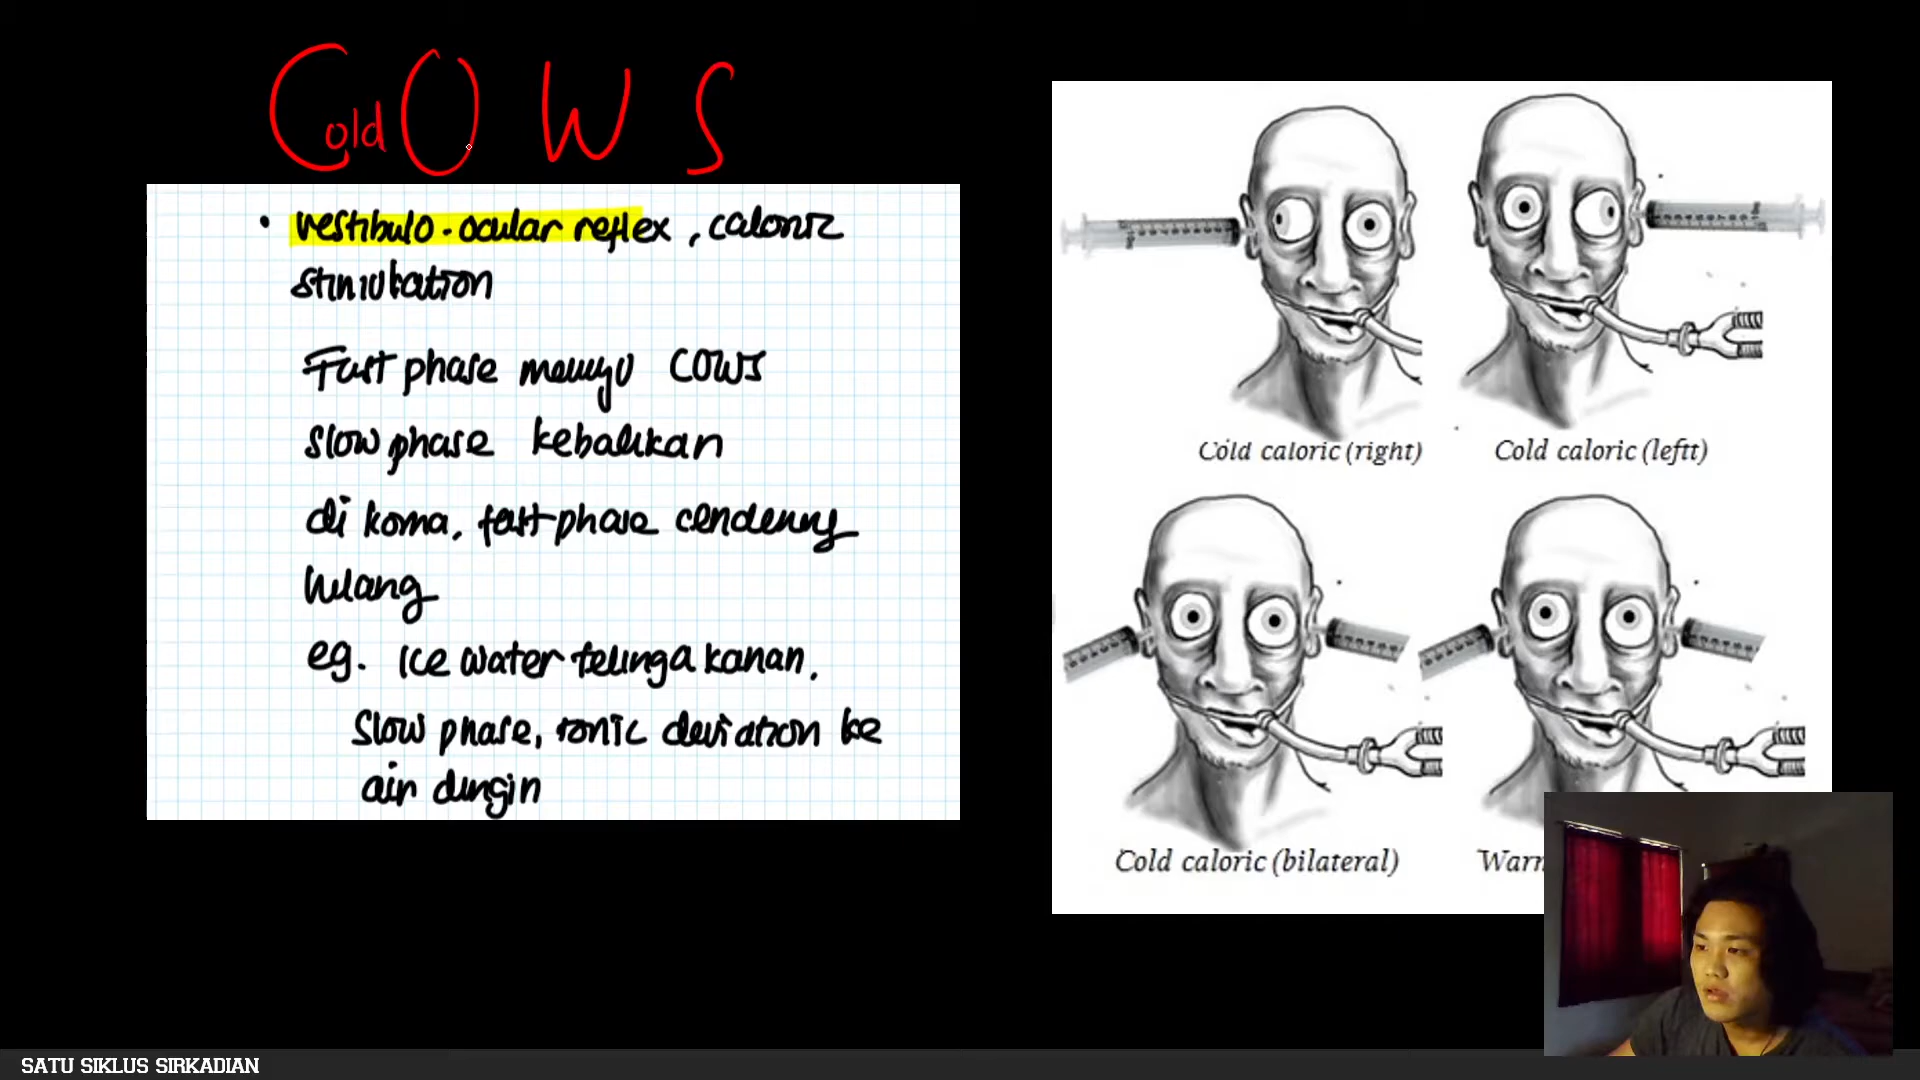 Cold O W S
• vestibulo-ocular reflex, caloric
stimulation
Fast phase menuju COWS
slow phase kebalikan
di koma, fast phase cenderung
hilang
eg. Ice water telinga kanan.
slow phase, tonic deviation ke
air dingin
Cold caloric (right)
Cold caloric (leftt)
Cold caloric (bilateral)
Warn
SATU SIKLUS SIRKADIAN